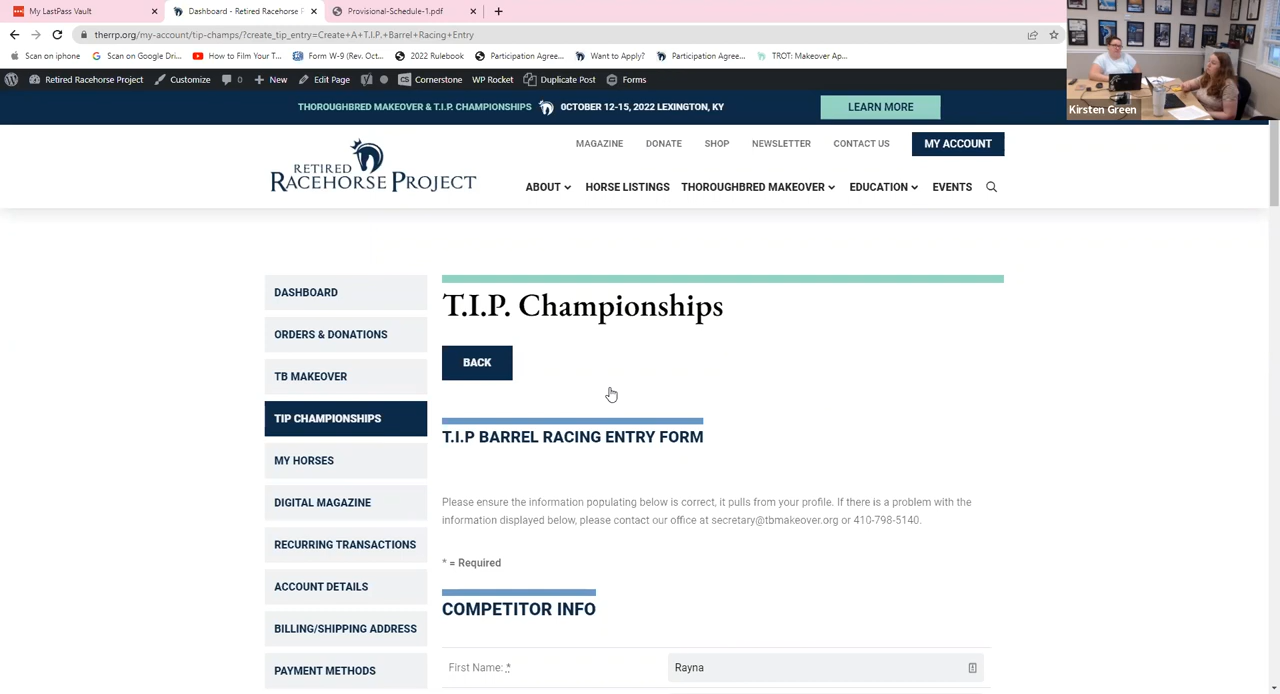 My LastPass Vault
Dashboard - Retired Racehorse P
Provisional-Schedule-1.pdf
therrp.org/my-account/tip-champs/?create_tip_entry=Create+A+T.I.P.+Barrel+Racing+Entry
Scan on iphone
Scan on Google Driv...
How to Film Your T...
Form W-9 (Rev. Oct...
2022 Rulebook
Participation Agree...
Want to Apply?
Participation Agree...
TROT: Makeover Ap...
Retired Racehorse Project
Customize
0
New
Edit Page
CS Cornerstone
WP Rocket
Duplicate Post
Forms
THOROUGHBRED MAKEOVER & T.I.P. CHAMPIONSHIPS
OCTOBER 12-15, 2022 LEXINGTON, KY
LEARN MORE
Kirsten Green
MAGAZINE
DONATE
SHOP
NEWSLETTER
CONTACT US
MY ACCOUNT
RETIRED
RACEHORSE PROJECT
ABOUT
HORSE LISTINGS
THOROUGHBRED MAKEOVER
EDUCATION
EVENTS
DASHBOARD
ORDERS & DONATIONS
TB MAKEOVER
TIP CHAMPIONSHIPS
MY HORSES
DIGITAL MAGAZINE
RECURRING TRANSACTIONS
ACCOUNT DETAILS
BILLING/SHIPPING ADDRESS
PAYMENT METHODS
T.I.P. Championships
BACK
T.I.P BARREL RACING ENTRY FORM
Please ensure the information populating below is correct, it pulls from your profile. If there is a problem with the
information displayed below, please contact our office at secretary@tbmakeover.org or 410-798-5140.
* = Required
COMPETITOR INFO
First Name: *
Rayna